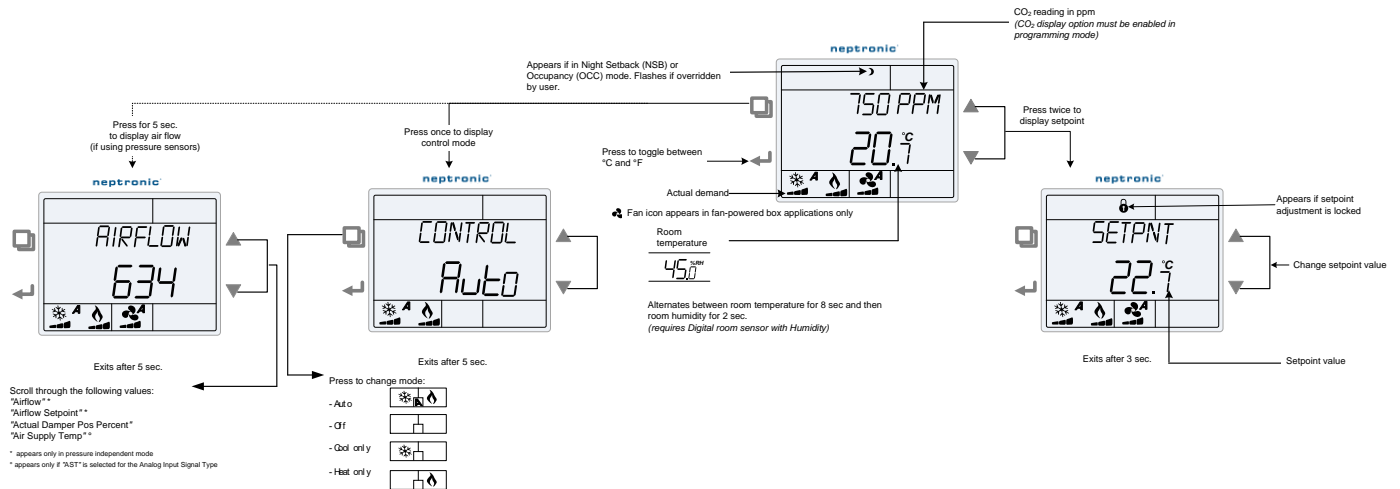 CO₂ reading in ppm
(CO₂ display option must be enabled in
programming mode)
neptronic
Appears if in Night Setback (NSB) or
Occupancy (OCC) mode. Flashes if overridden
by user.
750 PPM
Press for 5 sec.
to display air flow
(if using pressure sensors)
Press once to display
control mode
Press twice to
display setpoint
20.7 °C
Press to toggle between
°C and °F
neptronic
neptronic
neptronic
Actual demand
A
A
Appears if setpoint
adjustment is locked
Fan icon appears in fan-powered box applications only
AIRFLOW
CONTROL
Room
temperature
SETPNT
634
Auto
45.0 %RH
22.7 °C
Change setpoint value
A
A
A
A
Alternates between room temperature for 8 sec and then
room humidity for 2 sec.
(requires Digital room sensor with Humidity)
A
A
Exits after 5 sec.
Exits after 5 sec.
Exits after 3 sec.
Setpoint value
Scroll through the following values:
"Airflow" *
"Airflow Setpoint" *
"Actual Damper Pos Percent"
"Air Supply Temp" °
* appears only in pressure independent mode
° appears only if "AST" is selected for the Analog Input Signal Type
Press to change mode:
- Auto
A
- Off
- Cool only
- Heat only